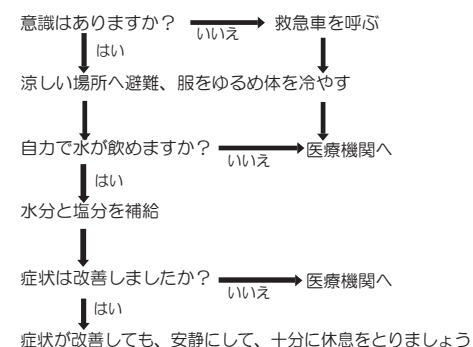 意識はありますか？ いいえ 救急車を呼ぶ
はい
涼しい場所へ避難、服をゆるめ体を冷やす
自力で水が飲めますか？ いいえ 医療機関へ
はい
水分と塩分を補給
症状は改善しましたか？ いいえ 医療機関へ
はい
症状が改善しても、安静にして、十分に休息をとりましょう